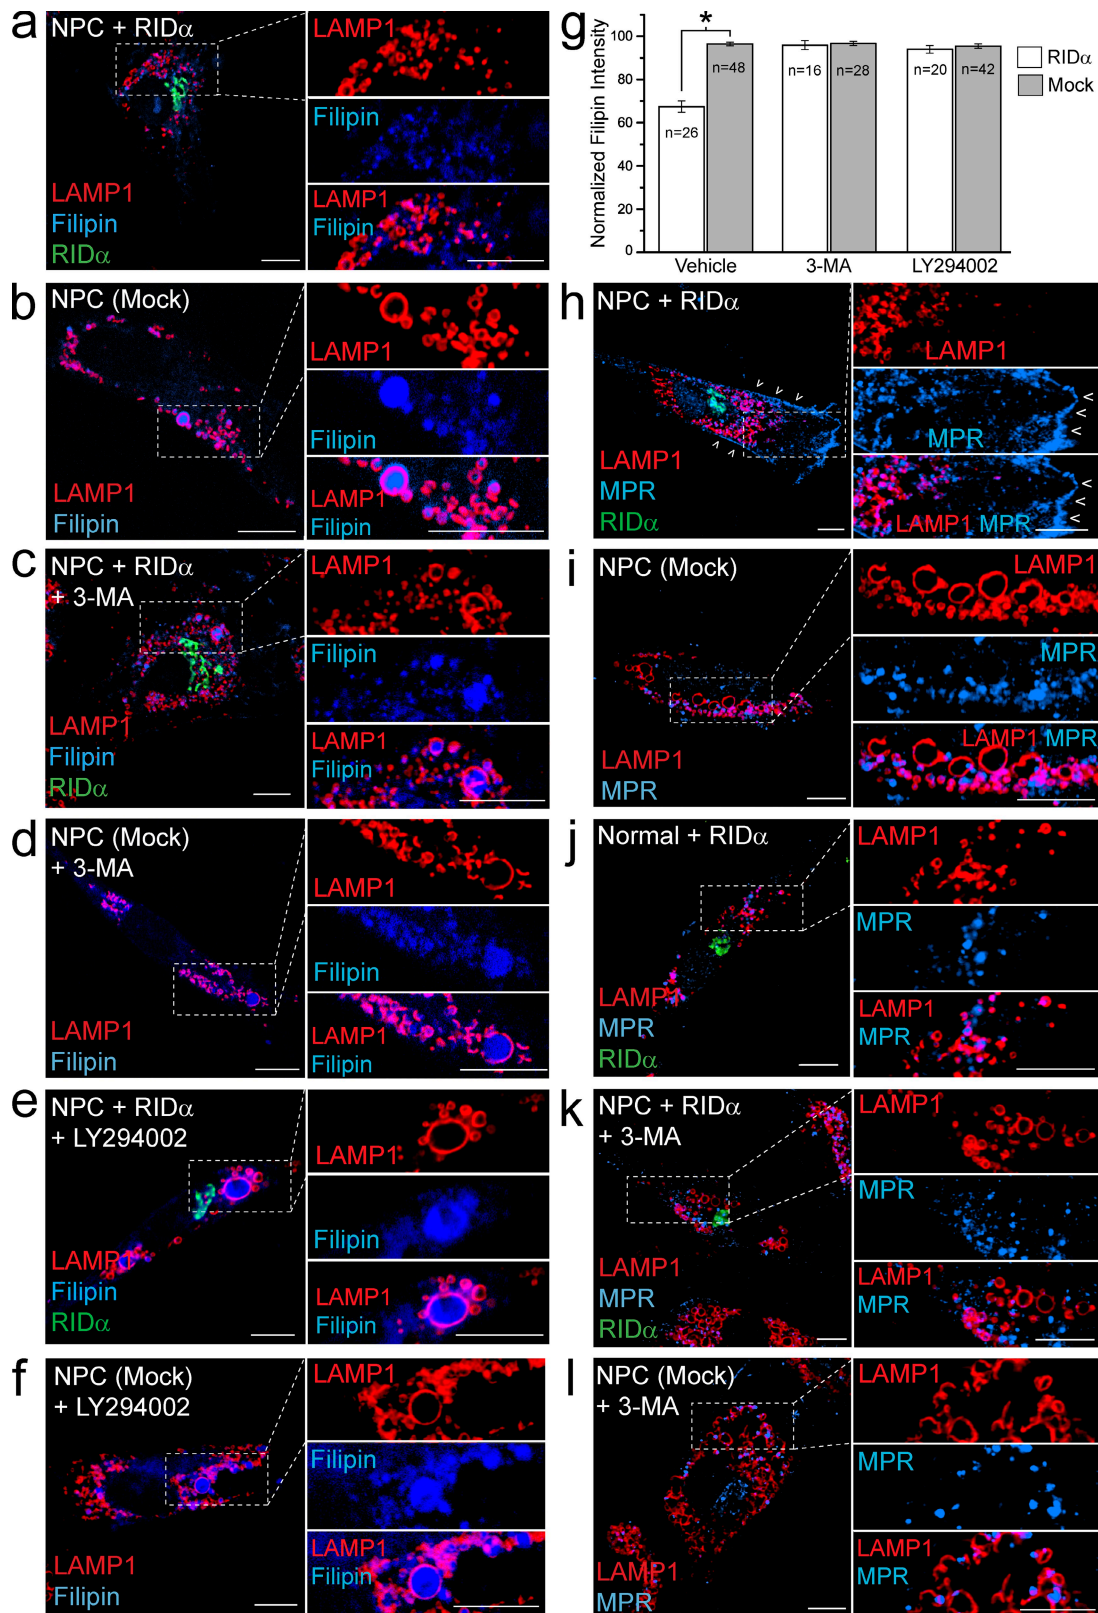 a
NPC + RIDα
LAMP1
Filipin
RIDα
LAMP1
Filipin
LAMP1
Filipin
b
NPC (Mock)
LAMP1
Filipin
LAMP1
Filipin
LAMP1
Filipin
c
NPC + RIDα
+ 3-MA
LAMP1
Filipin
RIDα
LAMP1
Filipin
LAMP1
Filipin
d
NPC (Mock)
+ 3-MA
LAMP1
Filipin
LAMP1
Filipin
LAMP1
Filipin
e
NPC + RIDα
+ LY294002
LAMP1
Filipin
RIDα
LAMP1
Filipin
LAMP1
Filipin
f
NPC (Mock)
+ LY294002
LAMP1
Filipin
LAMP1
Filipin
LAMP1
Filipin
g
Normalized Filipin Intensity
100
80
60
40
20
0
*
n=26
n=48
n=16
n=28
n=20
n=42
Vehicle
3-MA
LY294002
RIDα
Mock
h
NPC + RIDα
LAMP1
MPR
RIDα
LAMP1
MPR
LAMP1 MPR
i
NPC (Mock)
LAMP1
MPR
LAMP1
MPR
LAMP1 MPR
j
Normal + RIDα
LAMP1
MPR
RIDα
LAMP1
MPR
LAMP1
MPR
k
NPC + RIDα
+ 3-MA
LAMP1
MPR
RIDα
LAMP1
MPR
LAMP1
MPR
l
NPC (Mock)
+ 3-MA
LAMP1
MPR
LAMP1
MPR
LAMP1
MPR